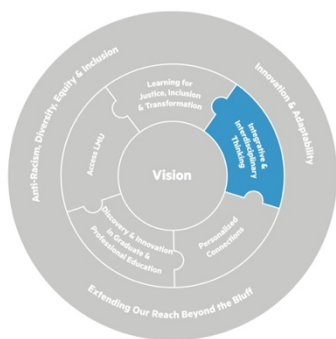 Anti-Racism, Diversity, Equity & Inclusion
Innovation & Adaptability
Learning for
Justice, Inclusion
& Transformation
Integrative &
Interdisciplinary
Thinking
Access LMU
Vision
Discovery & Innovation
in Graduate &
Professional Education
Personalized
Connections
Extending Our Reach Beyond the Bluff